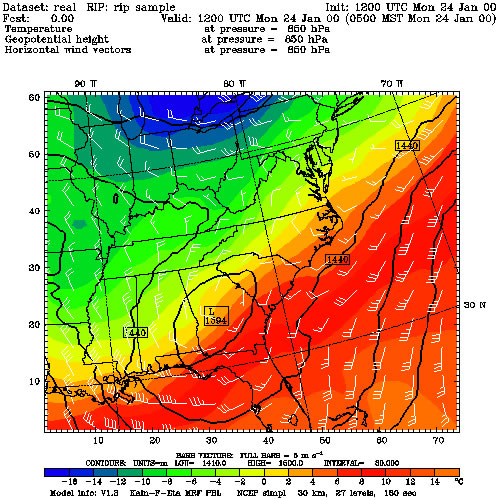 Dataset: real RIP: rip sample Init: 1200 UTC Mon 24 Jan 00
Fcst: 0.00 Valid: 1200 UTC Mon 24 Jan 00 (0500 MST Mon 24 Jan 00)
Temperature at pressure = 850 hPa
Geopotential height at pressure = 850 hPa
Horizontal wind vectors at pressure = 850 hPa
90 W 80 W 70 W
60
50
1440
40
0
30
1440
30 N
L
1394
20
440
10
10 20 30 40 50 60 70
BARB VECTORS: FULL BARB = 5 m s⁻¹
CONTOURS: UNITS=m LOW= 1410.0 HIGH= 1600.0 INTERVAL= 30.000
-16 -14 -12 -10 -8 -6 -4 -2 0 2 4 6 8 10 12 14 °C
Model info: V1.3 Kain-F-Eta MRF PBL NCEP simpl 30 km, 27 levels, 180 sec